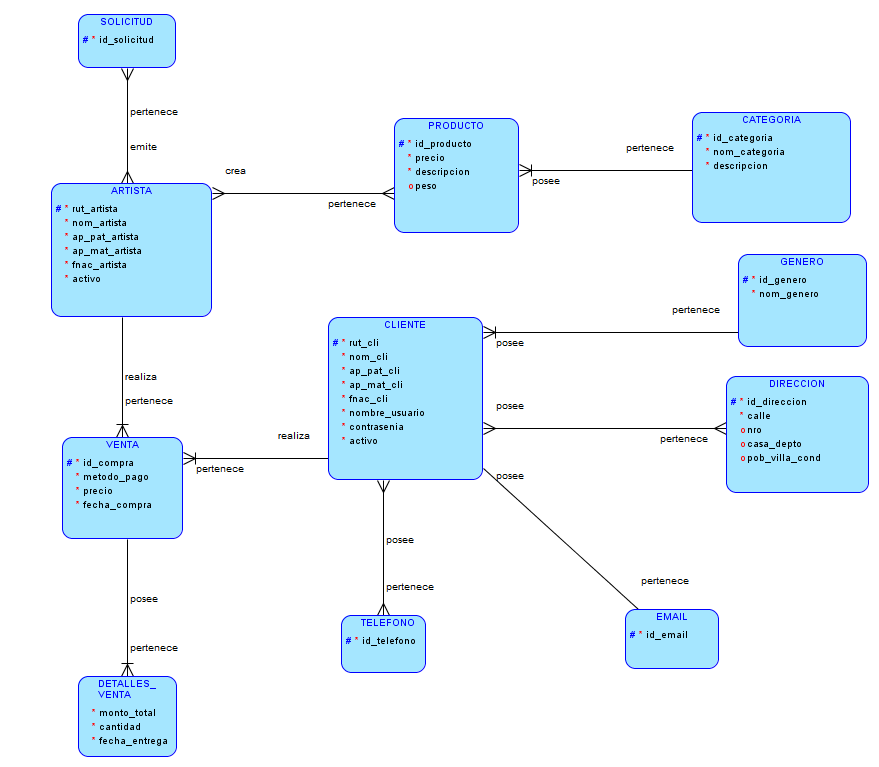 SOLICITUD
# * id_solicitud
pertenece
emite
ARTISTA
# * rut_artista
* nom_artista
* ap_pat_artista
* ap_mat_artista
* fnac_artista
* activo
crea
pertenece
PRODUCTO
# * id_producto
* precio
* descripcion
o peso
pertenece
posee
CATEGORIA
# * id_categoria
* nom_categoria
* descripcion
GENERO
# * id_genero
* nom_genero
pertenece
posee
CLIENTE
# * rut_cli
* nom_cli
* ap_pat_cli
* ap_mat_cli
* fnac_cli
* nombre_usuario
* contrasenia
* activo
posee
pertenece
DIRECCION
# * id_direccion
* calle
o nro
o casa_depto
o pob_villa_cond
realiza
pertenece
VENTA
# * id_compra
* metodo_pago
* precio
* fecha_compra
realiza
pertenece
posee
pertenece
EMAIL
# * id_email
posee
pertenece
TELEFONO
# * id_telefono
posee
pertenece
DETALLES_
VENTA
* monto_total
* cantidad
* fecha_entrega